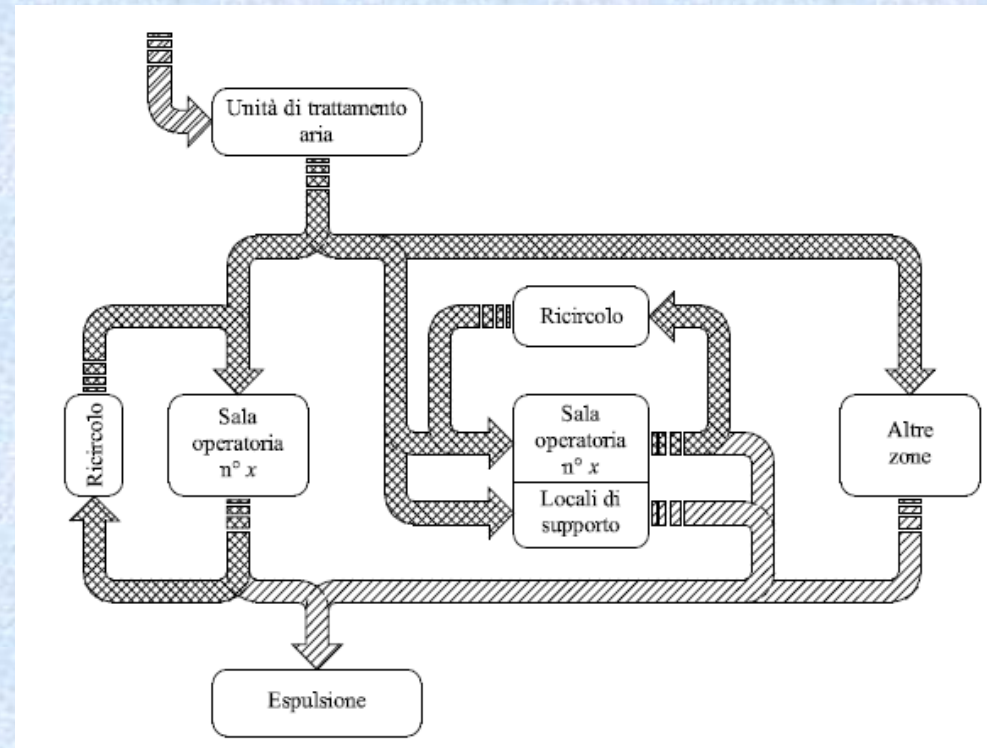 Unità di trattamento
aria
Ricircolo
Ricircolo
Sala
operatoria
n° x
Sala
operatoria
n° x
Locali di
supporto
Altre
zone
Espulsione